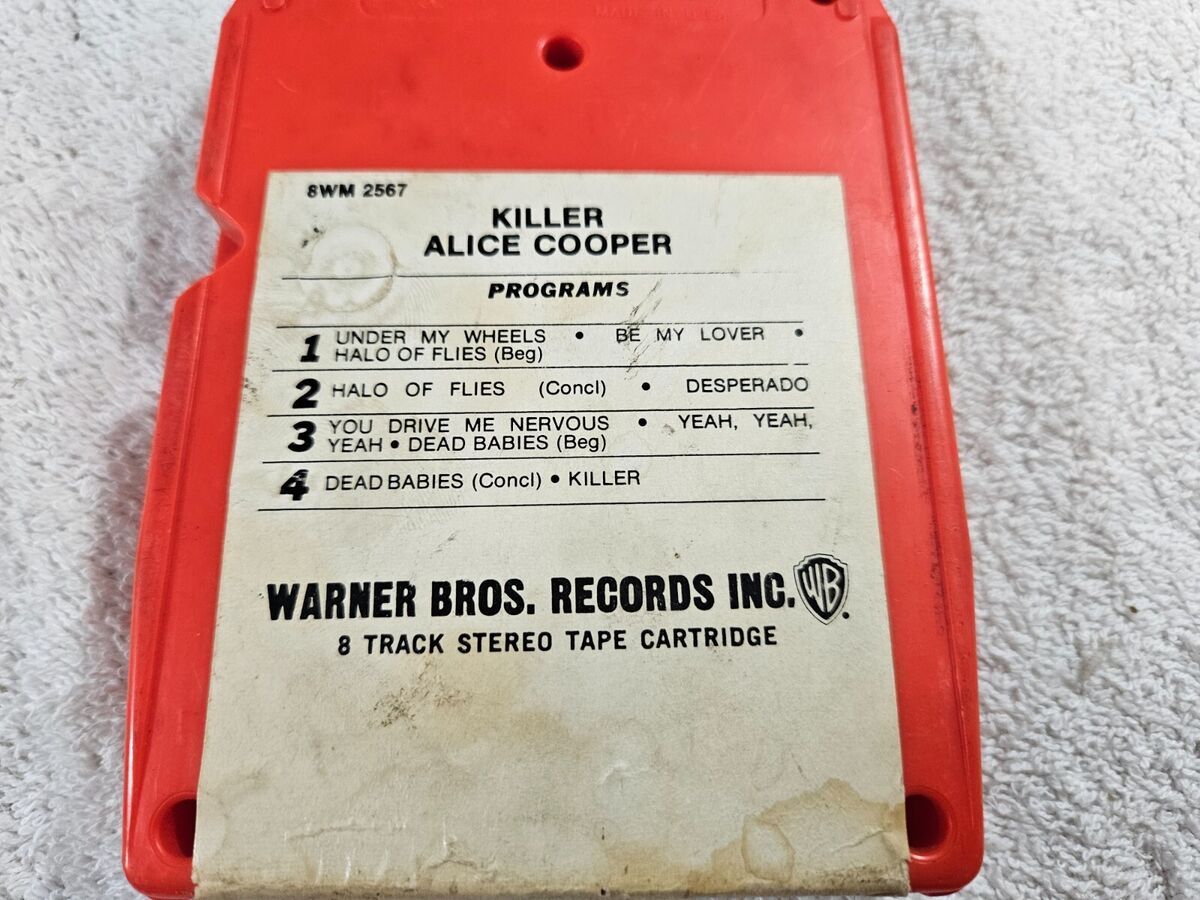 8WM 2567
KILLER
ALICE COOPER
PROGRAMS
1 UNDER MY WHEELS • BE MY LOVER •
HALO OF FLIES (Beg)
2 HALO OF FLIES (Concl) • DESPERADO
3 YOU DRIVE ME NERVOUS • YEAH, YEAH,
YEAH • DEAD BABIES (Beg)
4 DEAD BABIES (Concl) • KILLER
WARNER BROS. RECORDS INC. WB.
8 TRACK STEREO TAPE CARTRIDGE